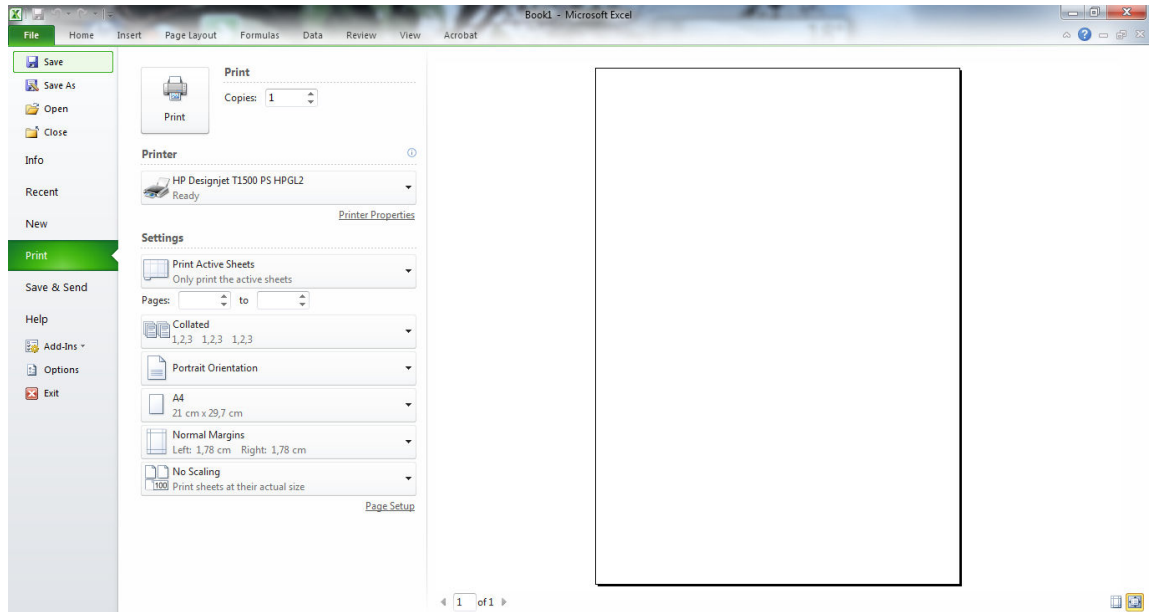 Book1 - Microsoft Excel
File Home Insert Page Layout Formulas Data Review View Acrobat
Save
Save As
Open
Close
Info
Recent
New
Print
Save & Send
Help
Add-Ins
Options
Exit
Print
Print
Copies: 1
Printer
HP Designjet T1500 PS HPGL2
Ready
Printer Properties
Settings
Print Active Sheets
Only print the active sheets
Pages: to
Collated
1,2,3 1,2,3 1,2,3
Portrait Orientation
A4
21 cm x 29,7 cm
Normal Margins
Left: 1,78 cm Right: 1,78 cm
No Scaling
100 Print sheets at their actual size
Page Setup
1 of 1